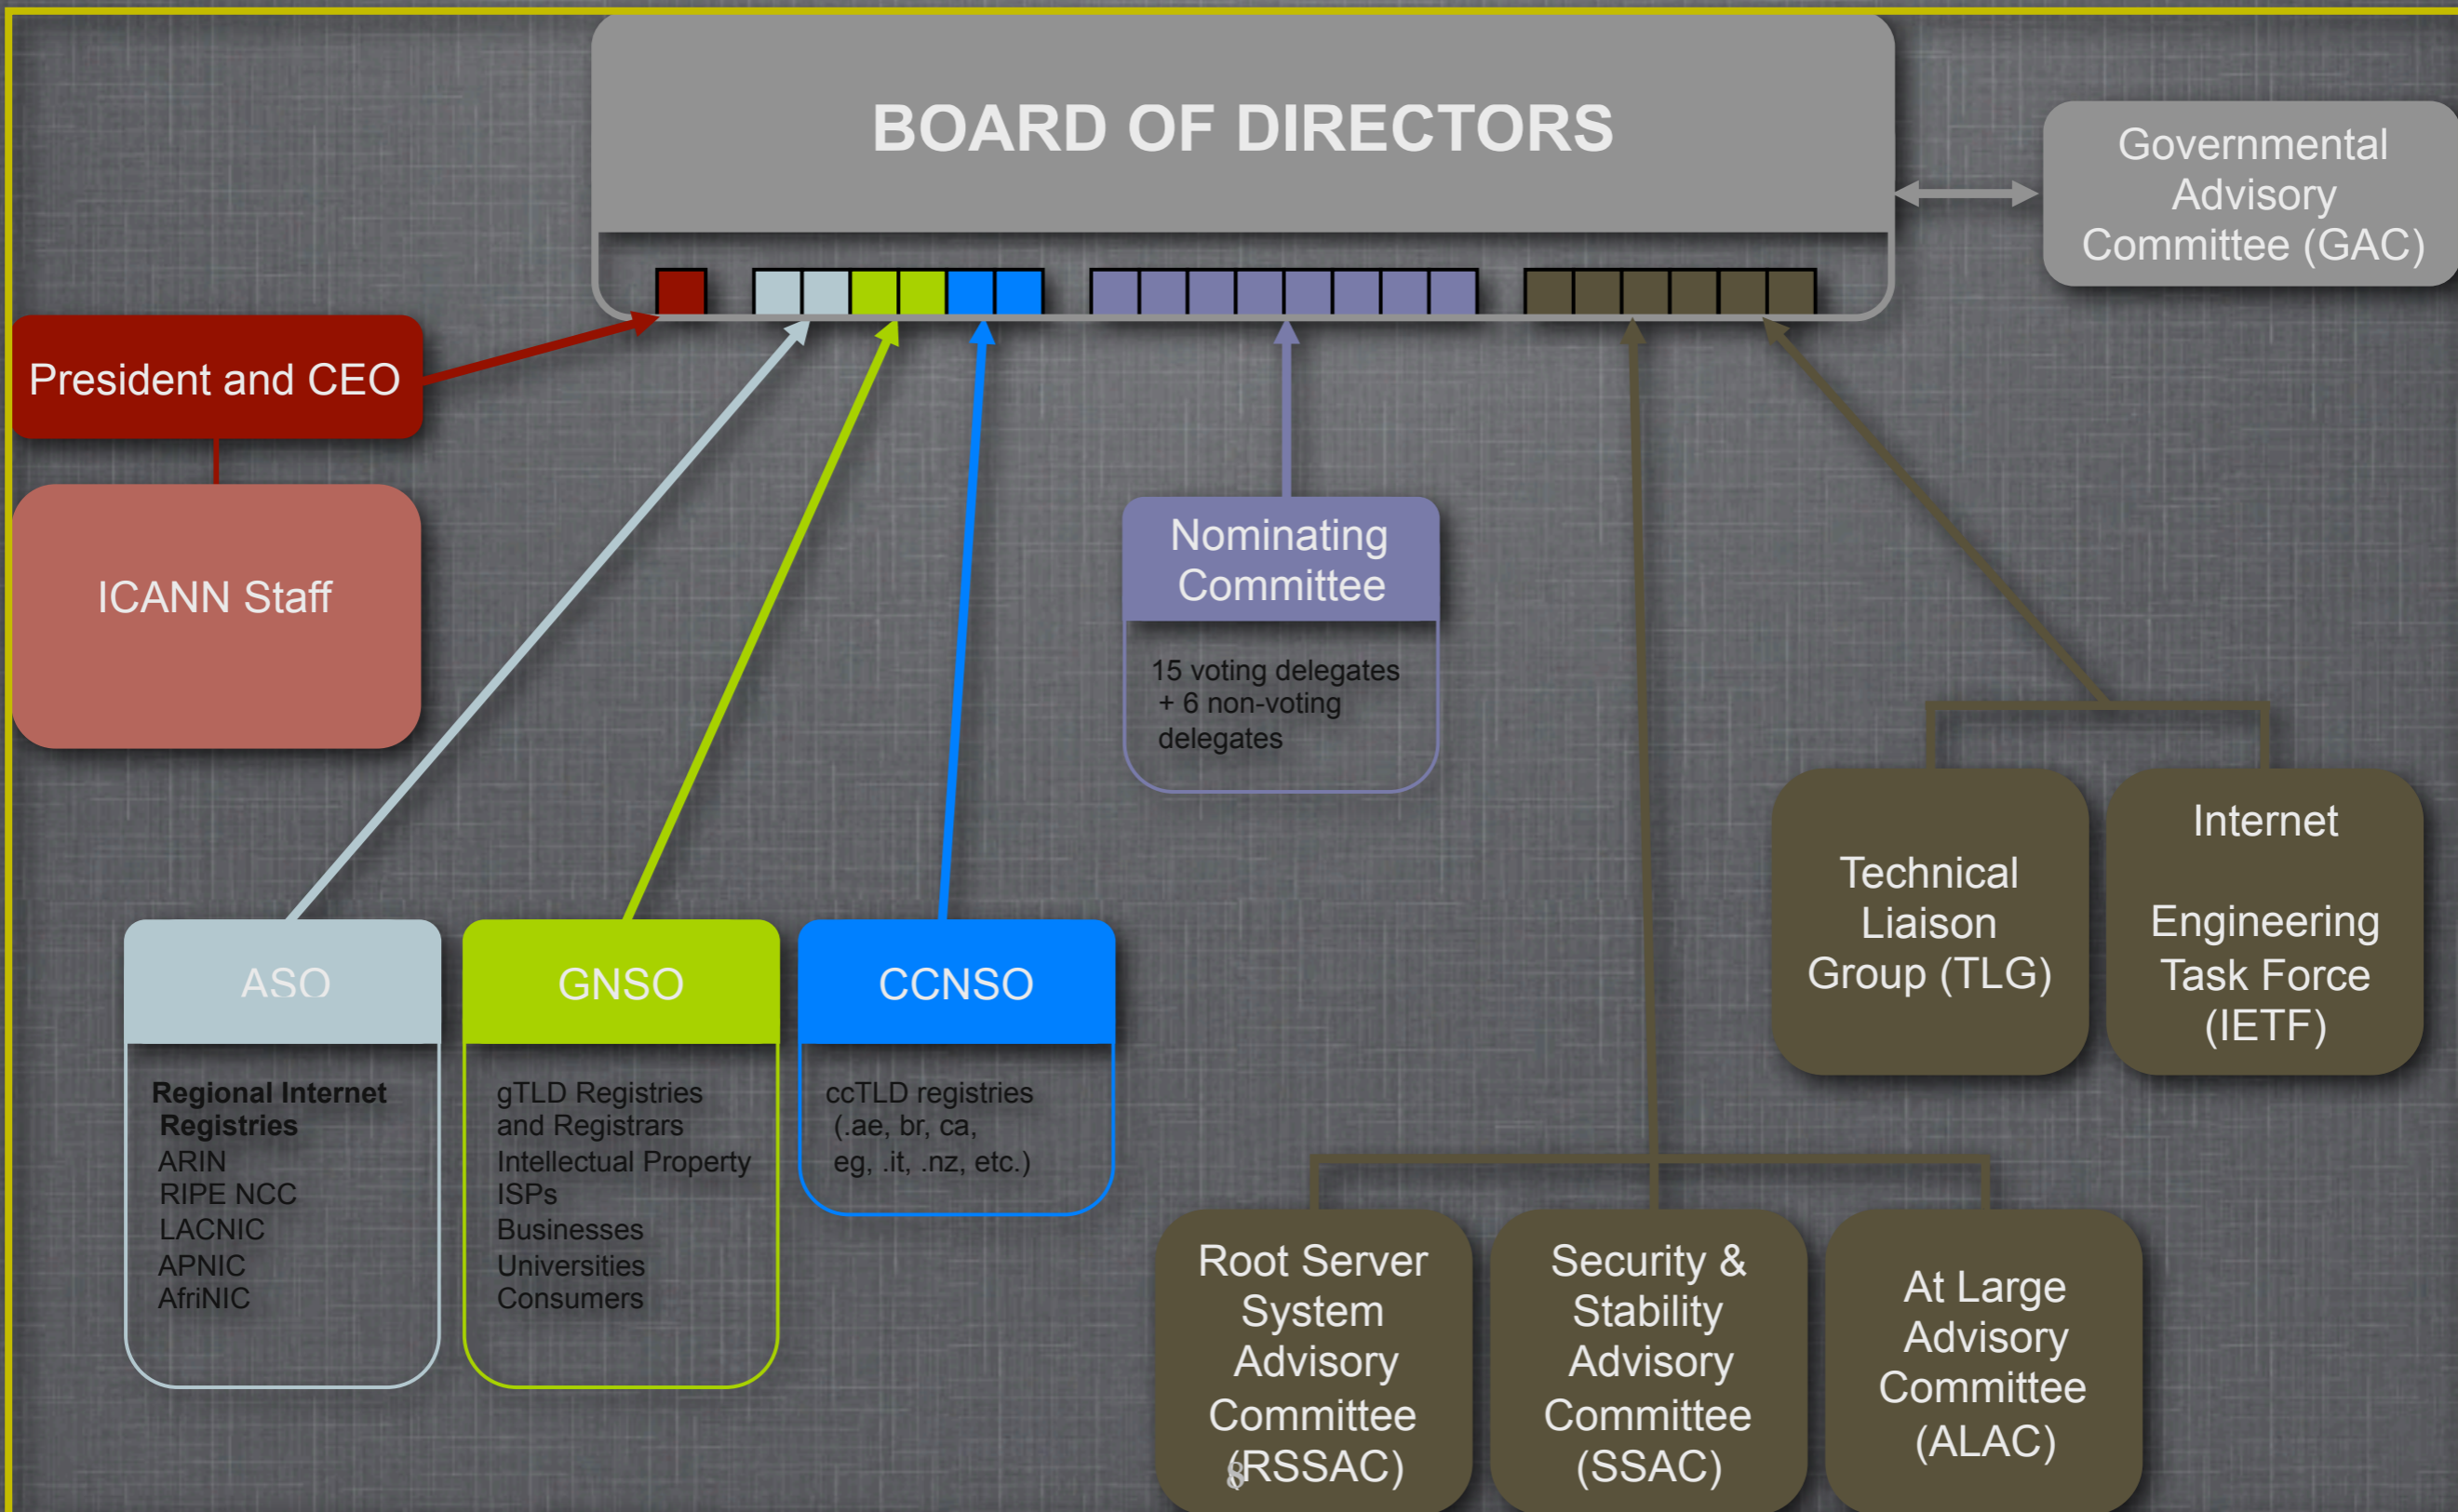 BOARD OF DIRECTORS
Governmental
Advisory
Committee (GAC)
President and CEO
ICANN Staff
Nominating
Committee
15 voting delegates
+ 6 non-voting
delegates
Technical
Liaison
Group (TLG)
Internet
Engineering
Task Force
(IETF)
ASO
Regional Internet
Registries
ARIN
RIPE NCC
LACNIC
APNIC
AfriNIC
GNSO
gTLD Registries
and Registrars
Intellectual Property
ISPs
Businesses
Universities
Consumers
CCNSO
ccTLD registries
(.ae, br, ca,
eg, .it, .nz, etc.)
Root Server
System
Advisory
Committee
(RSSAC)
Security &
Stability
Advisory
Committee
(SSAC)
At Large
Advisory
Committee
(ALAC)
8